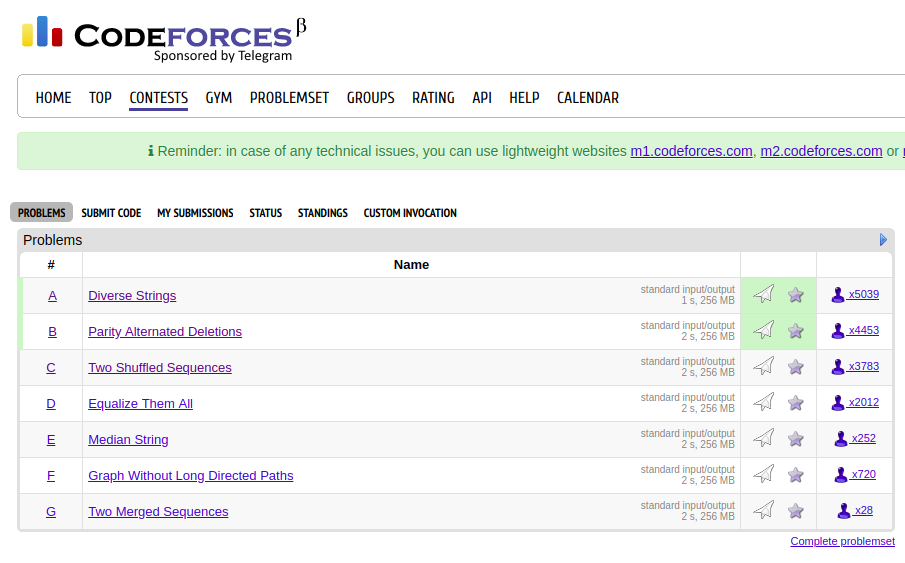 CODEFORCES β
Sponsored by Telegram
HOME TOP CONTESTS GYM PROBLEMSET GROUPS RATING API HELP CALENDAR
i Reminder: in case of any technical issues, you can use lightweight websites m1.codeforces.com, m2.codeforces.com or
PROBLEMS SUBMIT CODE MY SUBMISSIONS STATUS STANDINGS CUSTOM INVOCATION
Problems
# Name
A Diverse Strings standard input/output x5039
1 s, 256 MB
B Parity Alternated Deletions standard input/output x4453
2 s, 256 MB
C Two Shuffled Sequences standard input/output x3783
2 s, 256 MB
D Equalize Them All standard input/output x2012
2 s, 256 MB
E Median String standard input/output x252
2 s, 256 MB
F Graph Without Long Directed Paths standard input/output x720
2 s, 256 MB
G Two Merged Sequences standard input/output x28
2 s, 256 MB
Complete problemset